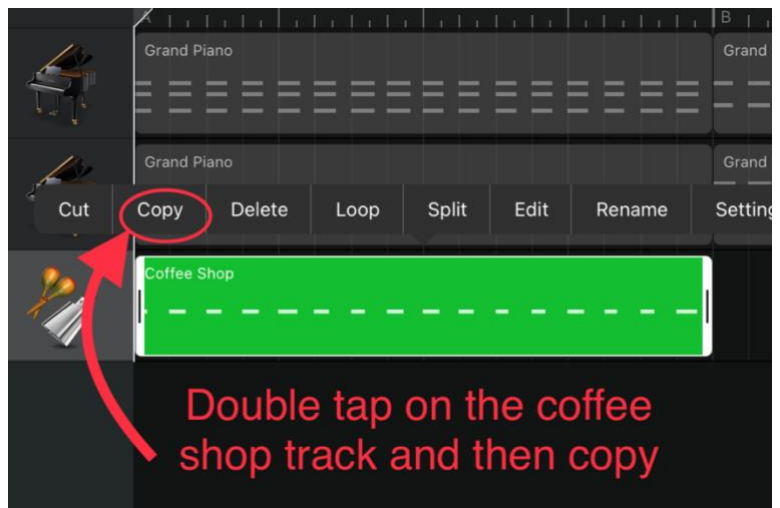 A
B
Grand Piano
Grand
Grand Piano
Grand
Cut Copy Delete Loop Split Edit Rename Setting
Coffee Shop
Double tap on the coffee
shop track and then copy